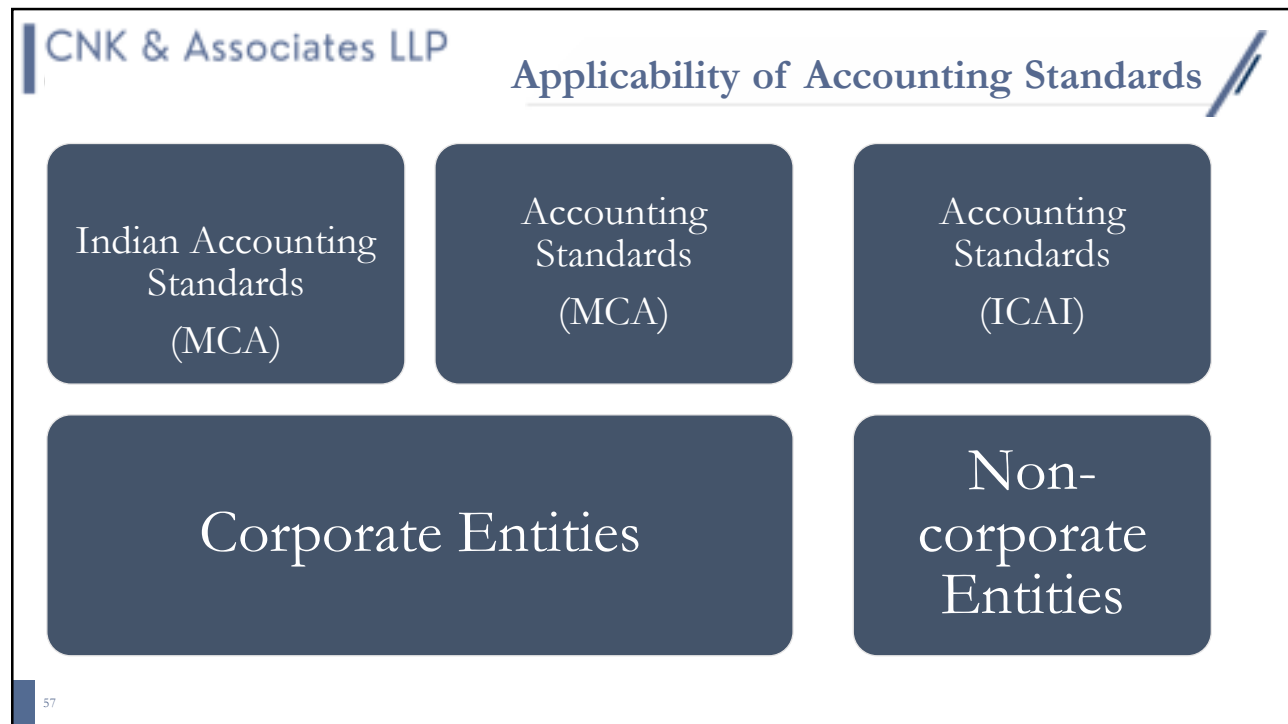 CNK & Associates LLP
Applicability of Accounting Standards
Indian Accounting
Standards
(MCA)
Accounting
Standards
(MCA)
Accounting
Standards
(ICAI)
Corporate Entities
Non-
corporate
Entities
57